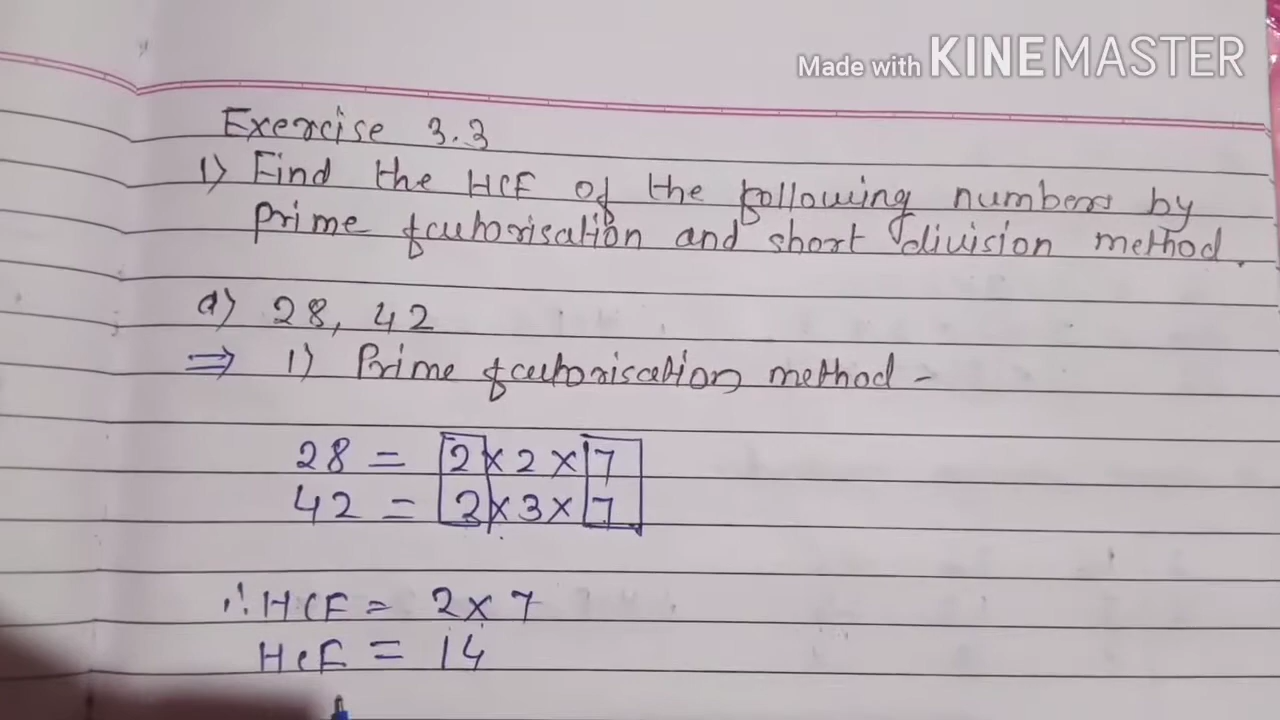 Made with KINEMASTER
Exercise 3.3
1) Find the HCF of the following numbers by
prime factorisation and short division method.
a) 28, 42
⇒ 1) Prime factorisation method -
28 = 2 × 2 × 7
42 = 2 × 3 × 7
∴ HCF = 2 × 7
HCF = 14